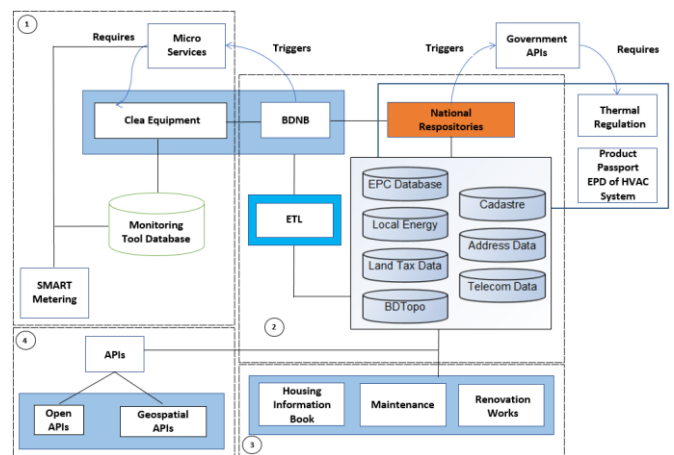 1
Requires
Micro
Services
Triggers
Triggers
Government
APIs
Requires
Clea Equipment
BDNB
National
Respositories
Thermal
Regulation
Product
Passport
EPD of HVAC
System
EPC Database
Cadastre
Local Energy
Address Data
Land Tax Data
Telecom Data
BDTopo
ETL
Monitoring
Tool Database
SMART
Metering
2
4
APIs
Open
APIs
Geospatial
APIs
Housing
Information
Book
Maintenance
Renovation
Works
3